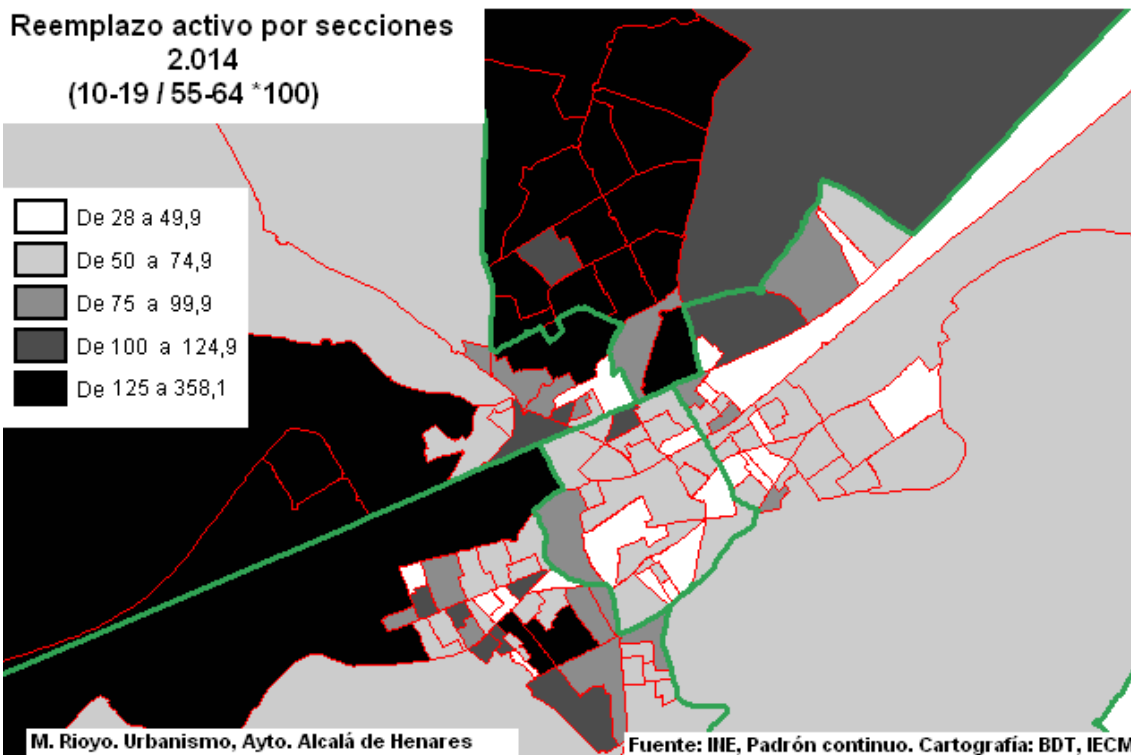 Reemplazo activo por secciones
2.014
(10-19 / 55-64 *100)
De 28 a 49,9
De 50 a 74,9
De 75 a 99,9
De 100 a 124,9
De 125 a 358,1
M. Rioyo. Urbanismo, Ayto. Alcalá de Henares
Fuente: INE, Padrón continuo. Cartografía: BDT, IECM